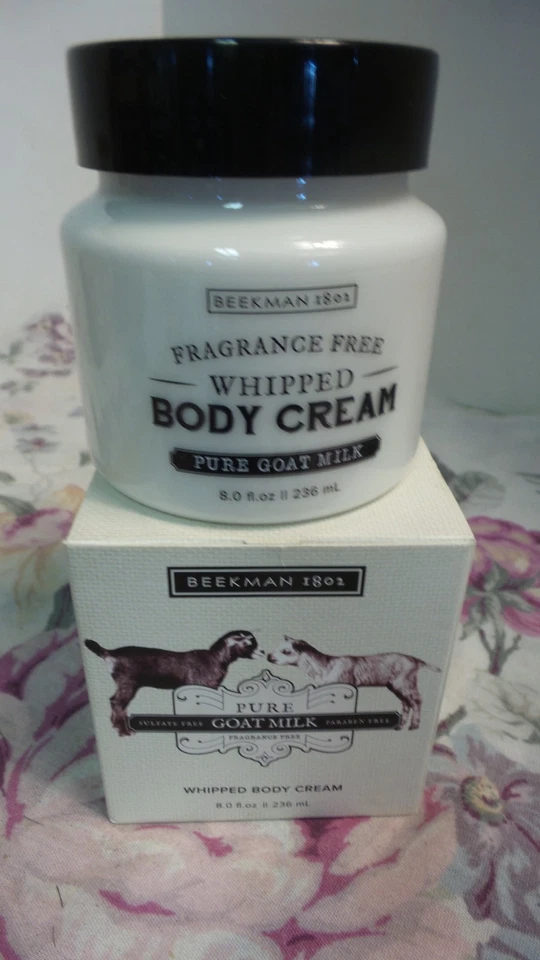 BEEKMAN 1802
FRAGRANCE FREE
WHIPPED
BODY CREAM
PURE GOAT MILK
8.0 fl.oz || 236 mL
BEEKMAN 1802
PURE
SULFATE FREE GOAT MILK PARABEN FREE
FRAGRANCE FREE
WHIPPED BODY CREAM
8.0 fl.oz || 236 mL